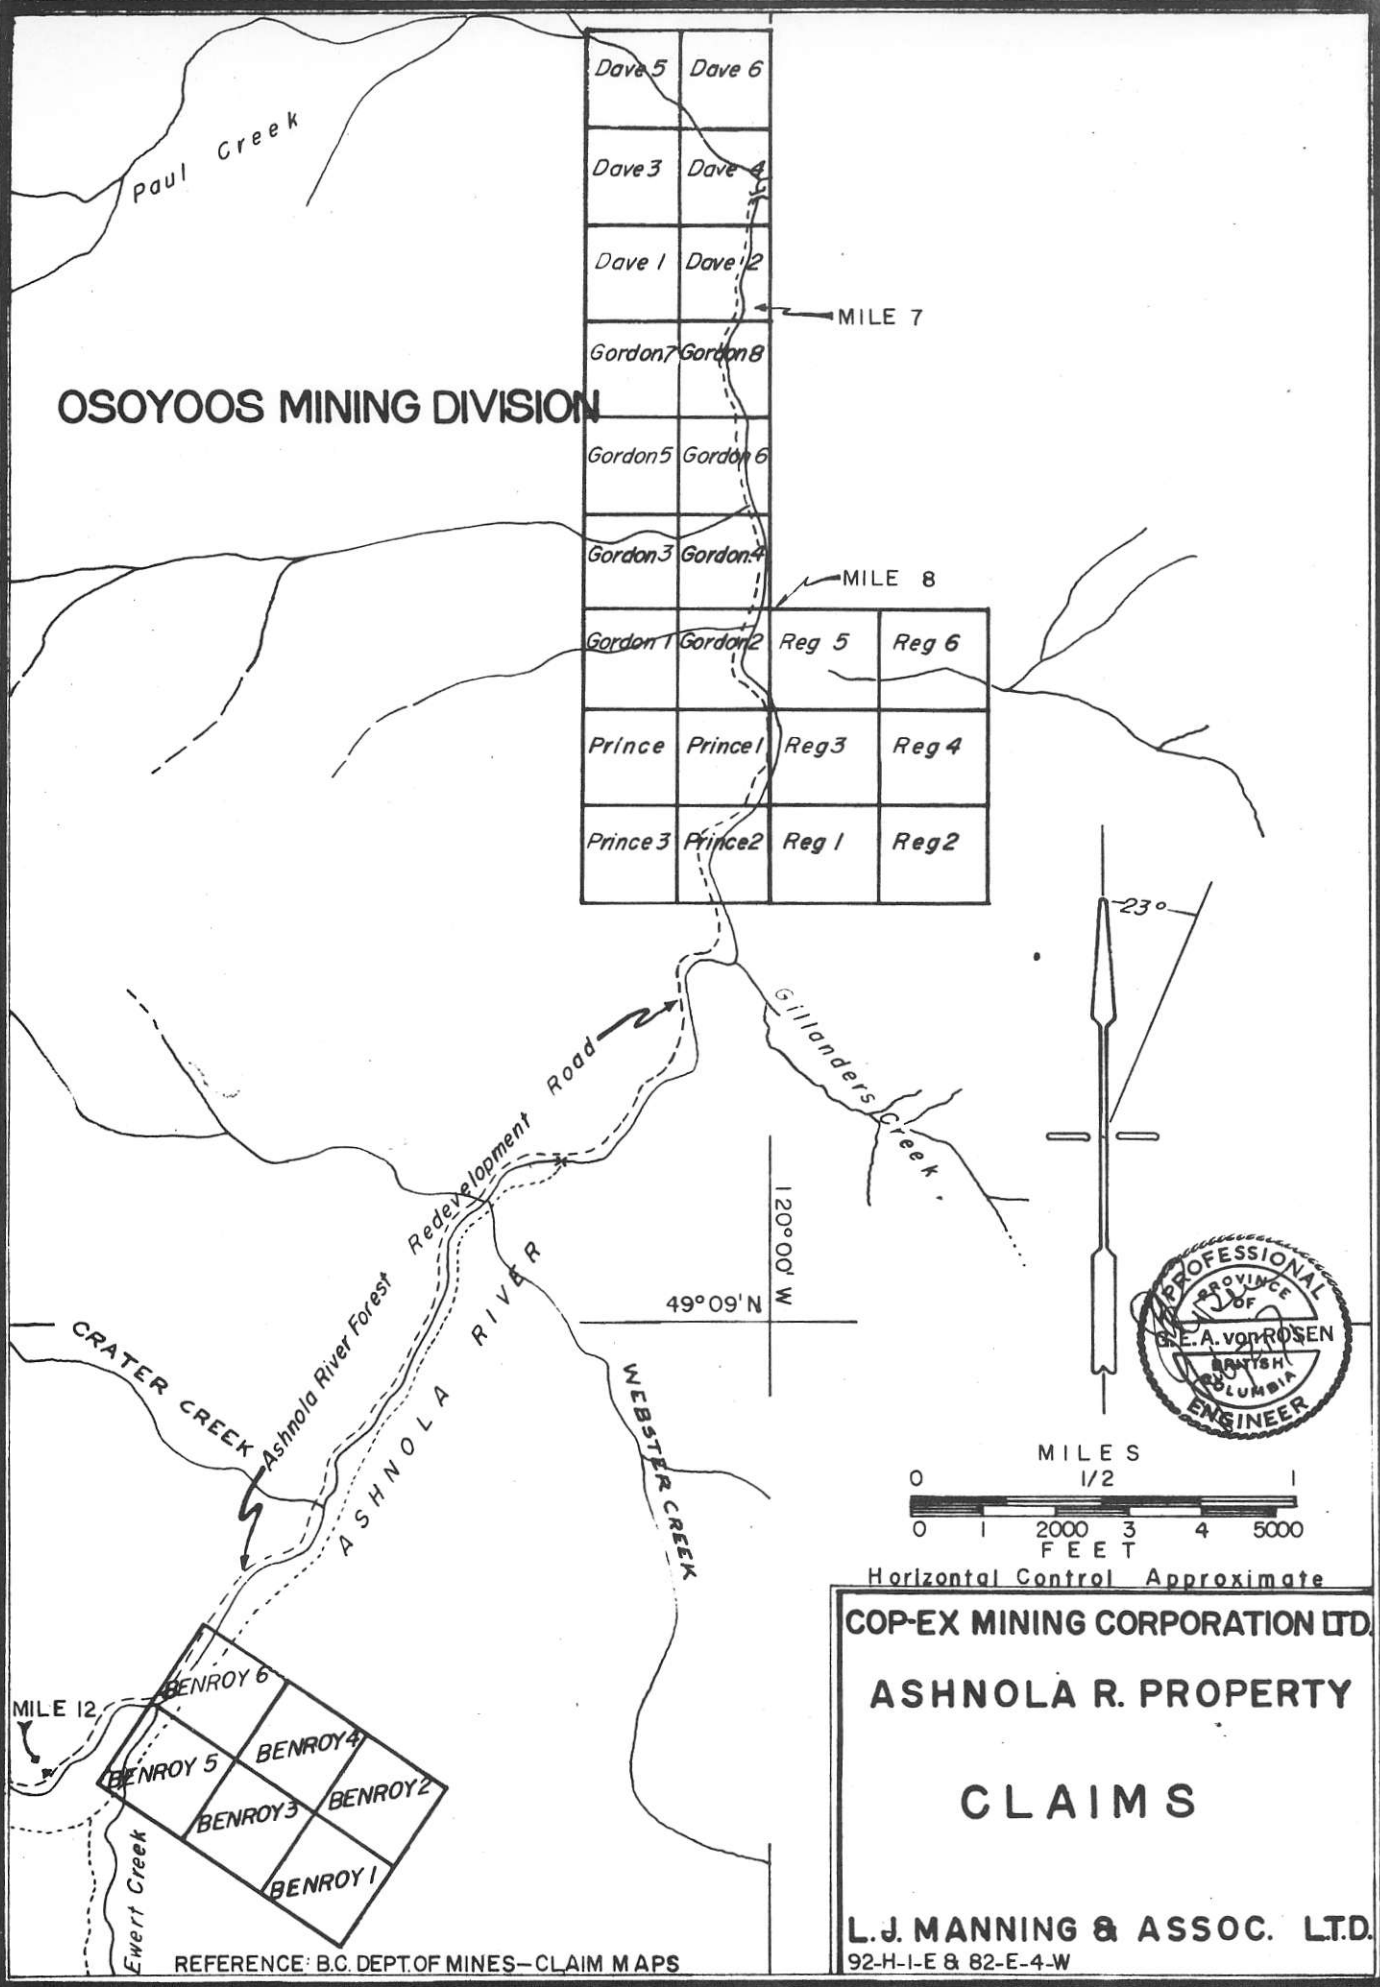 Dave 5 Dave 6
Paul Creek
Dave 3 Dave 4
Dave 1 Dave 2
MILE 7
Gordon 7 Gordon 8
OSOYOOS MINING DIVISION
Gordon 5 Gordon 6
Gordon 3 Gordon 4
MILE 8
Gordon 1 Gordon 2 Reg 5 Reg 6
Prince Prince 1 Reg 3 Reg 4
Prince 3 Prince 2 Reg 1 Reg 2
23°
Gillanders Creek
Ashnola River Forest Redevelopment Road
120°00' W
49°09' N
ASHNOLA RIVER
CRATER CREEK
WEBSTER CREEK
PROFESSIONAL
PROVINCE
OF
G. E. A. von ROSEN
BRITISH
COLUMBIA
ENGINEER
MILES
0 1/2 1
0 1 2000 3 4 5000
FEET
Horizontal Control Approximate
BENROY 6
MILE 12
BENROY 4
BENROY 5
BENROY 2
BENROY 3
BENROY 1
Ewert Creek
COP-EX MINING CORPORATION LTD.
ASHNOLA R. PROPERTY
CLAIMS
L. J. MANNING & ASSOC. LTD.
92-H-1-E & 82-E-4-W
REFERENCE: B.C. DEPT. OF MINES-CLAIM MAPS